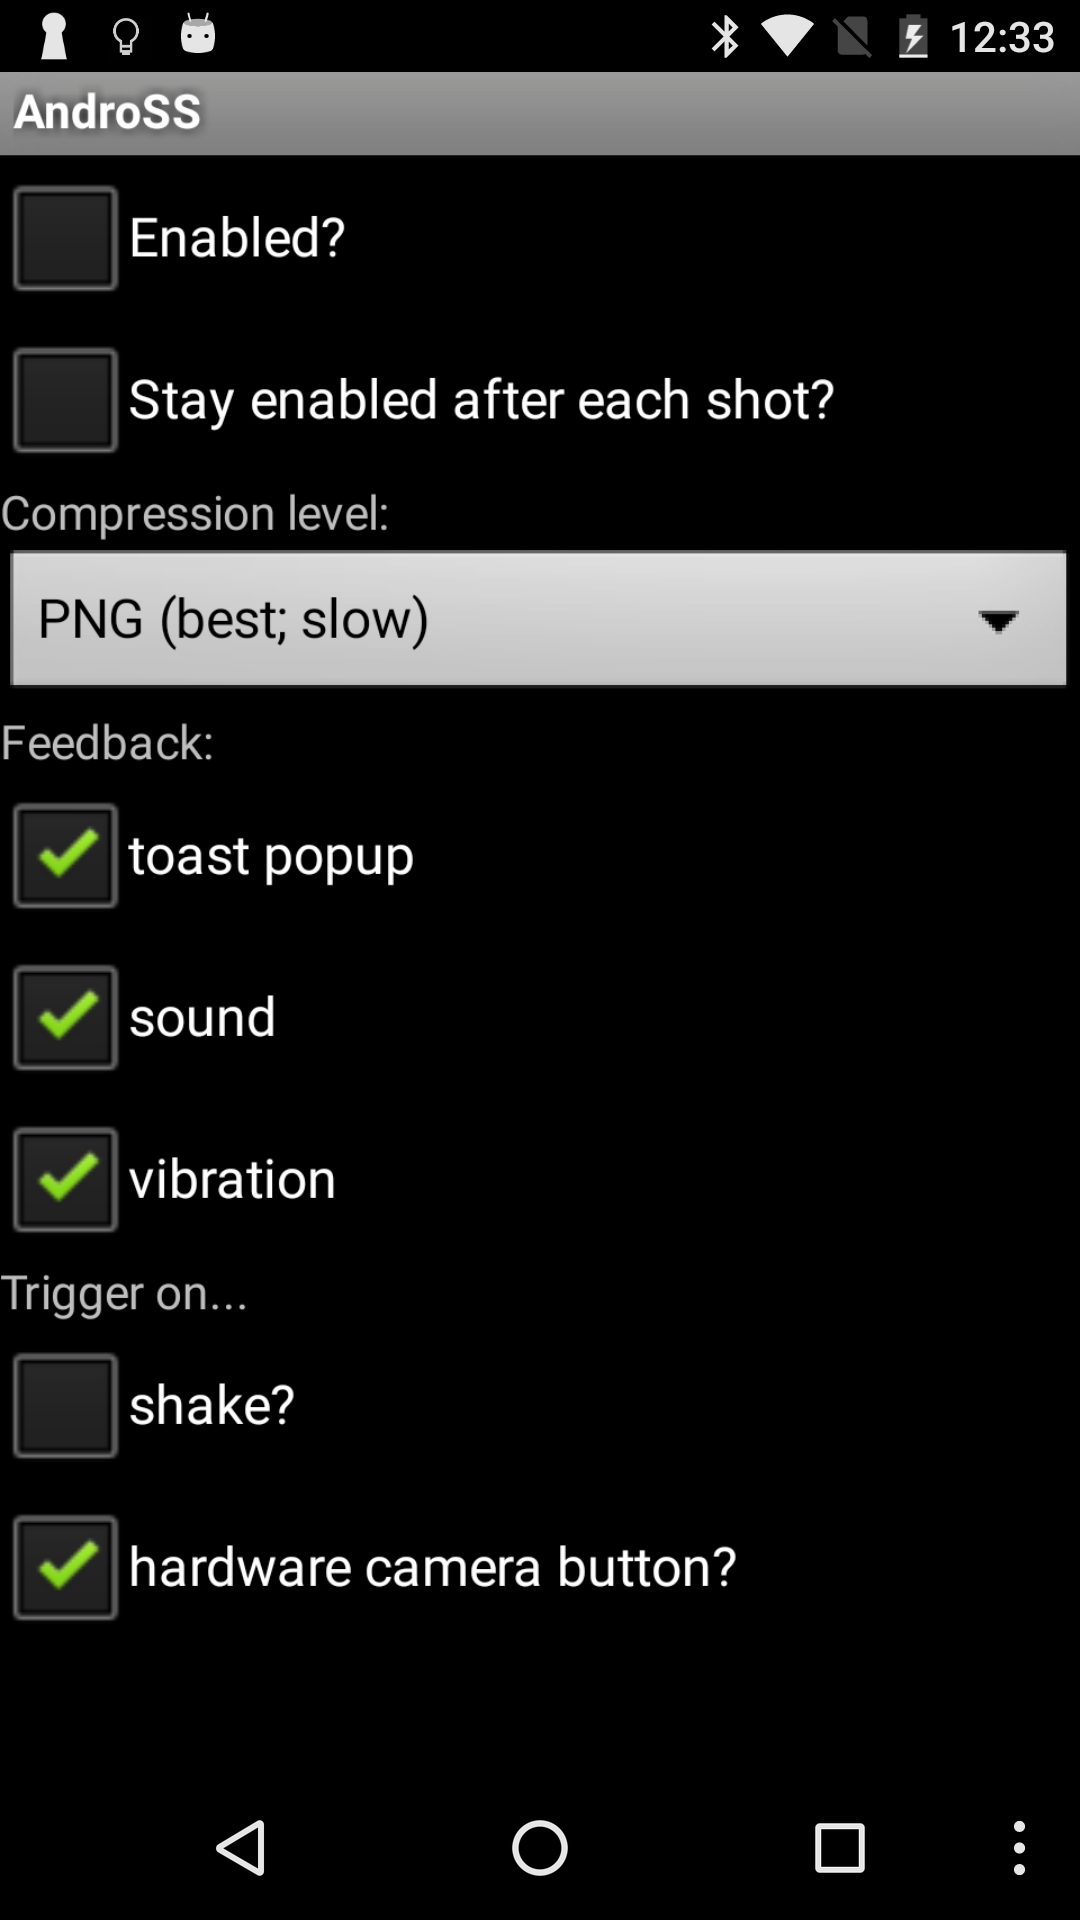 12:33
AndroSS
Enabled?
Stay enabled after each shot?
Compression level:
PNG (best; slow)
Feedback:
toast popup
sound
vibration
Trigger on...
shake?
hardware camera button?